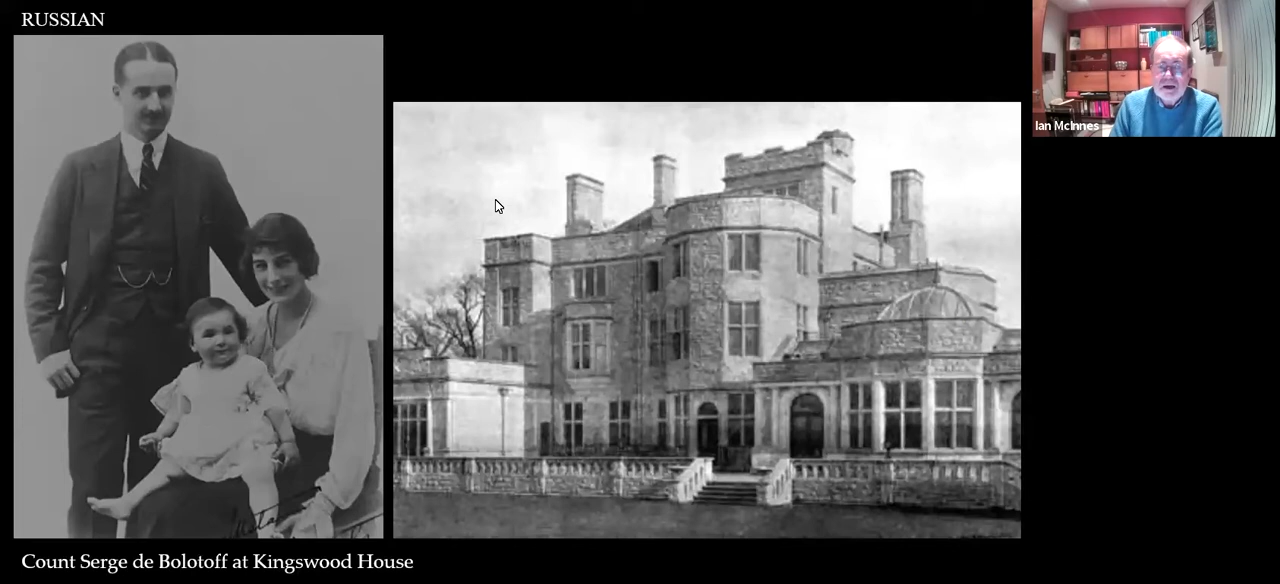 RUSSIAN
Ian McInnes
Count Serge de Bolotoff at Kingswood House